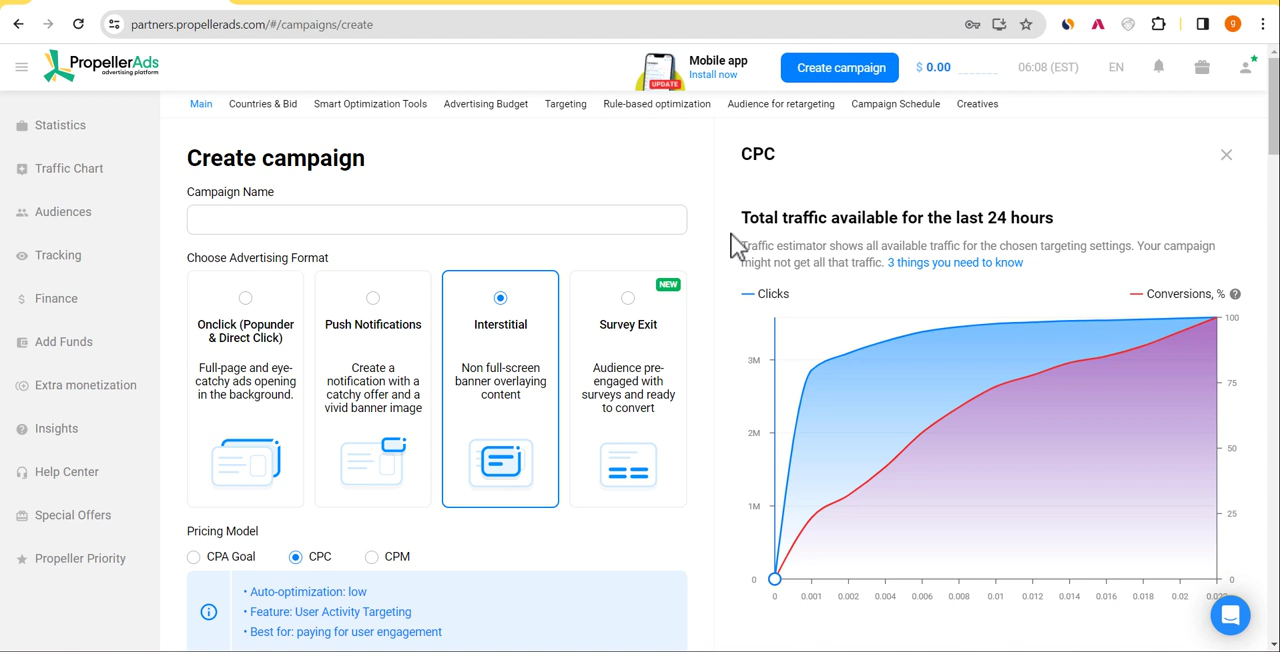 partners.propellerads.com/#/campaigns/create
g
PropellerAds
advertising platform
UPDATE
Mobile app
Install now
Create campaign
$ 0.00
06:08 (EST)
EN
Main
Countries & Bid
Smart Optimization Tools
Advertising Budget
Targeting
Rule-based optimization
Audience for retargeting
Campaign Schedule
Creatives
Statistics
Traffic Chart
Audiences
Tracking
Finance
Add Funds
Extra monetization
Insights
Help Center
Special Offers
Propeller Priority
Create campaign
Campaign Name
Choose Advertising Format
Onclick (Popunder
& Direct Click)
Full-page and eye-
catchy ads opening
in the background.
Push Notifications
Create a
notification with a
catchy offer and a
vivid banner image
Interstitial
Non full-screen
banner overlaying
content
NEW
Survey Exit
Audience pre-
engaged with
surveys and ready
to convert
Pricing Model
CPA Goal
CPC
CPM
• Auto-optimization: low
• Feature: User Activity Targeting
• Best for: paying for user engagement
CPC
Total traffic available for the last 24 hours
Traffic estimator shows all available traffic for the chosen targeting settings. Your campaign
might not get all that traffic. 3 things you need to know
Clicks
Conversions, %
3M
2M
1M
0
100
75
50
25
0
0 0.001 0.002 0.004 0.006 0.008 0.01 0.012 0.014 0.016 0.018 0.02